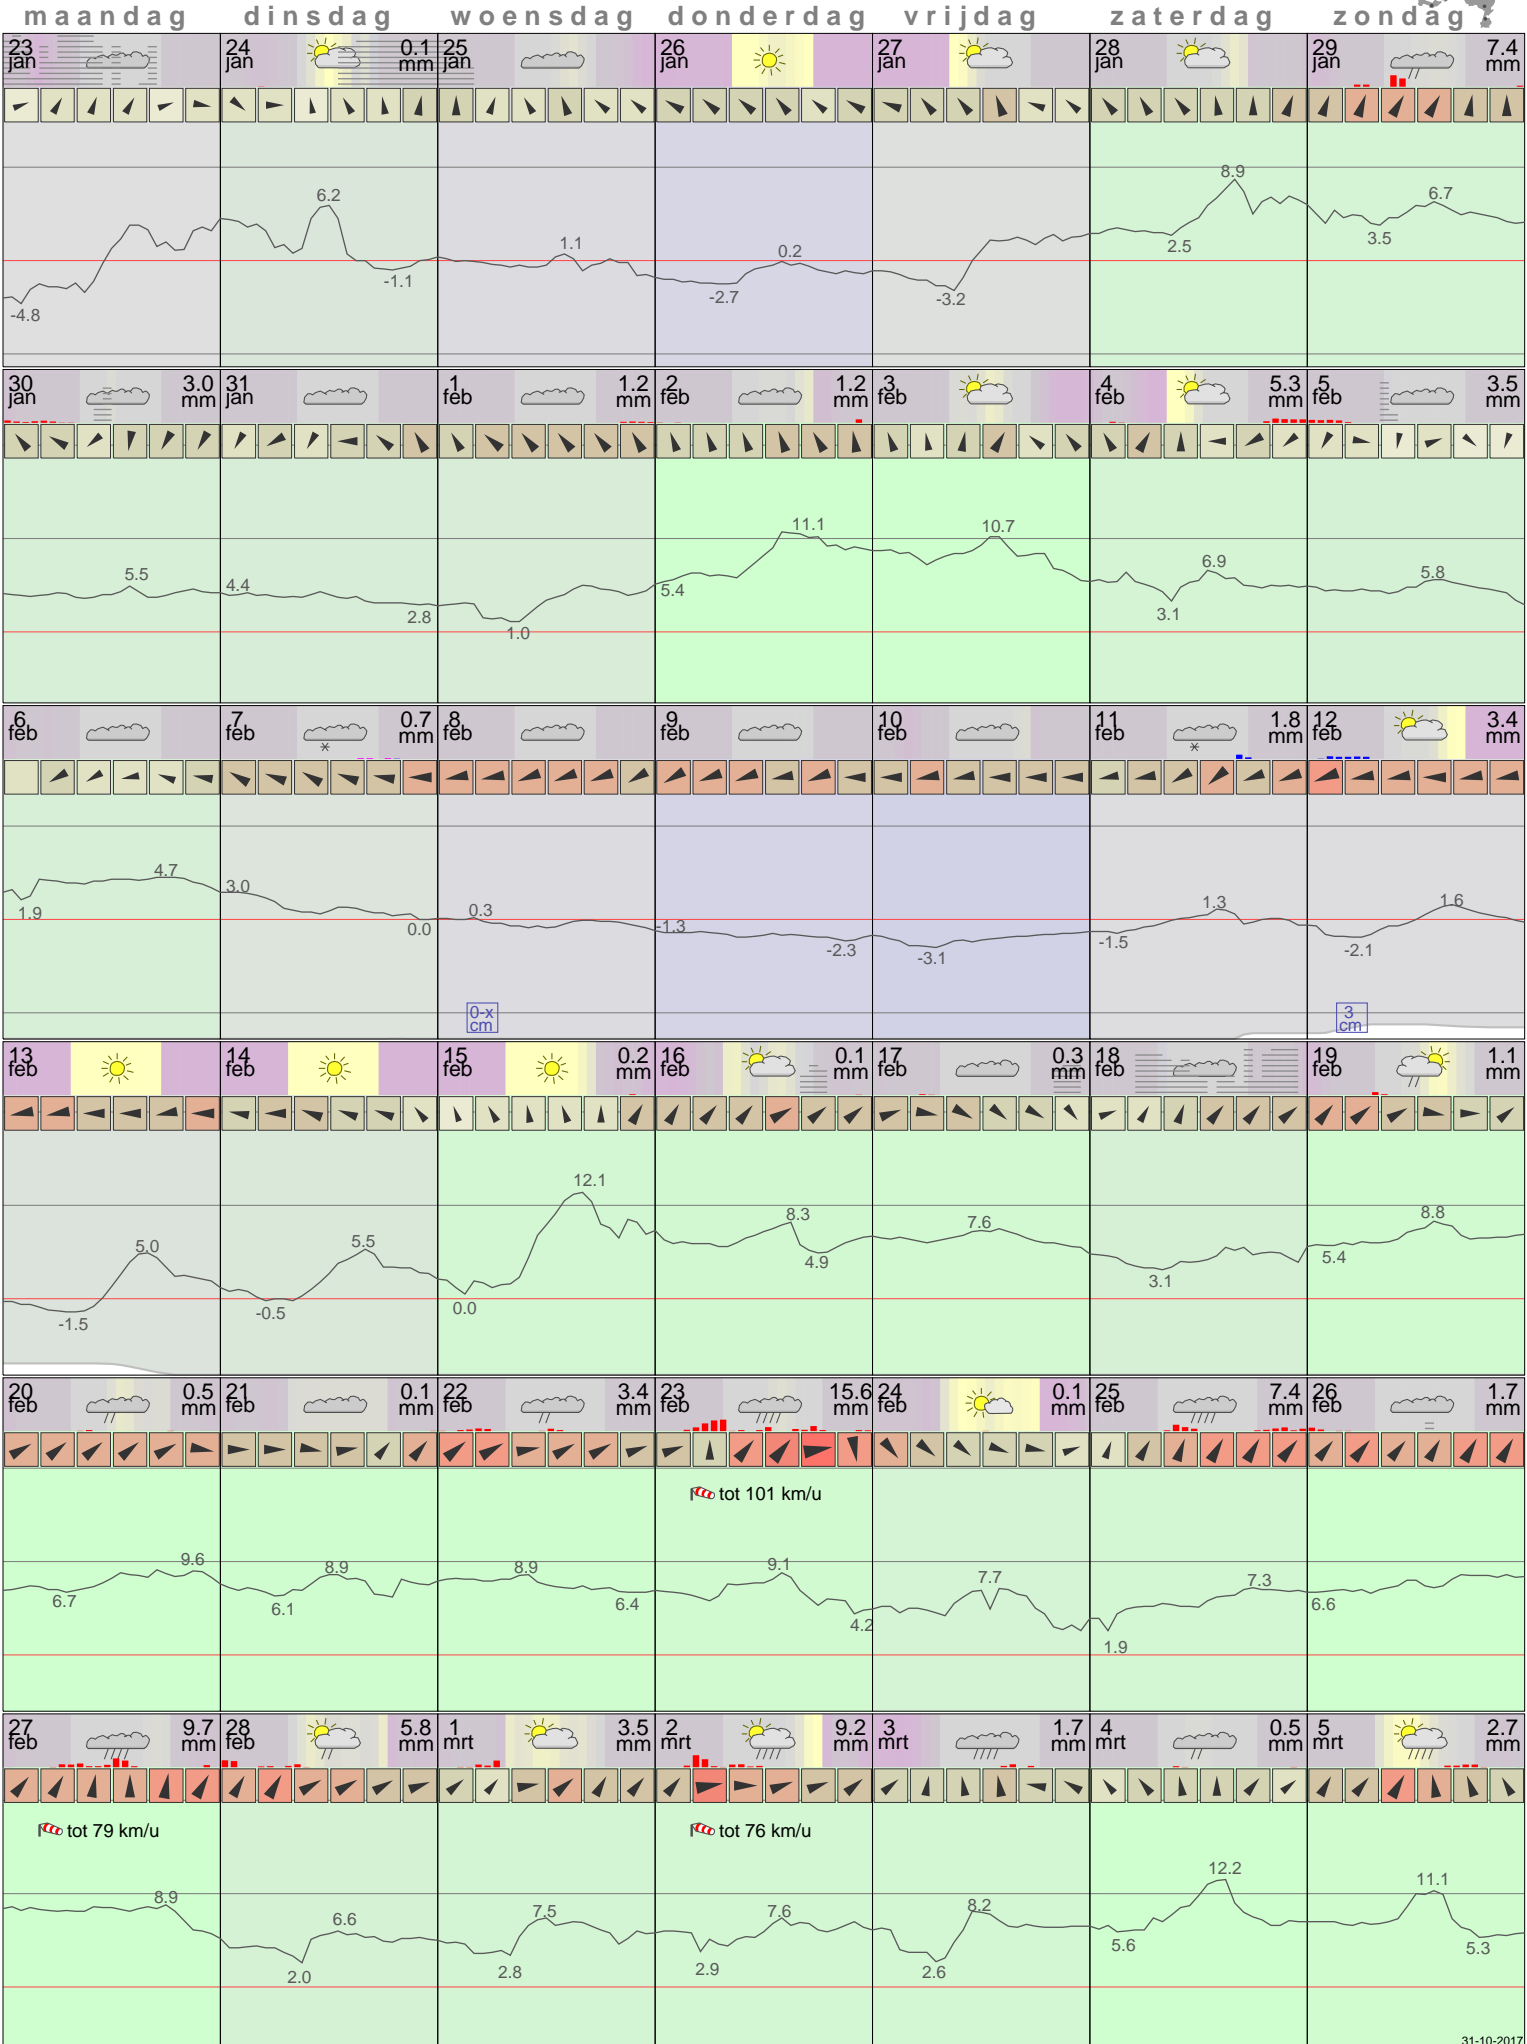 maandag dinsdag woensdag donderdag vrijdag zaterdag zondag
23 jan 24 jan 0.1 mm 25 jan 26 jan 27 jan 28 jan 29 jan 7.4 mm
8.9
6.2 6.7
2.5 3.5
1.1 0.2
-1.1 -2.7 -3.2
-4.8
30 jan 3.0 mm 31 jan 1 feb 1.2 mm 2 feb 1.2 mm 3 feb 4 feb 5.3 mm 5 feb 3.5 mm
11.1 10.7
5.5 4.4 5.4 6.9 5.8
2.8 1.0 3.1
6 feb 7 feb 0.7 mm 8 feb 9 feb 10 feb 11 feb 1.8 mm 12 feb 3.4 mm
4.7 3.0
1.9 0.3 1.3 1.6
0.0 -1.3 -2.3 -3.1 -1.5 -2.1
0-x cm 3 cm
13 feb 14 feb 15 feb 0.2 mm 16 feb 0.1 mm 17 feb 0.3 mm 18 feb 19 feb 1.1 mm
12.1
5.0 5.5 8.3 7.6 8.8
4.9 3.1 5.4
-1.5 -0.5 0.0
20 feb 0.5 mm 21 feb 0.1 mm 22 feb 3.4 mm 23 feb 15.6 mm 24 feb 0.1 mm 25 feb 7.4 mm 26 feb 1.7 mm
tot 101 km/u
9.6 8.9 8.9 9.1 7.7 7.3
6.7 6.1 6.4 4.2 1.9 6.6
27 feb 9.7 mm 28 feb 5.8 mm 1 mrt 3.5 mm 2 mrt 9.2 mm 3 mrt 1.7 mm 4 mrt 0.5 mm 5 mrt 2.7 mm
tot 79 km/u tot 76 km/u
8.9 6.6 7.5 7.6 8.2 12.2 11.1
2.0 2.8 2.9 2.6 5.6 5.3
31-10-2017